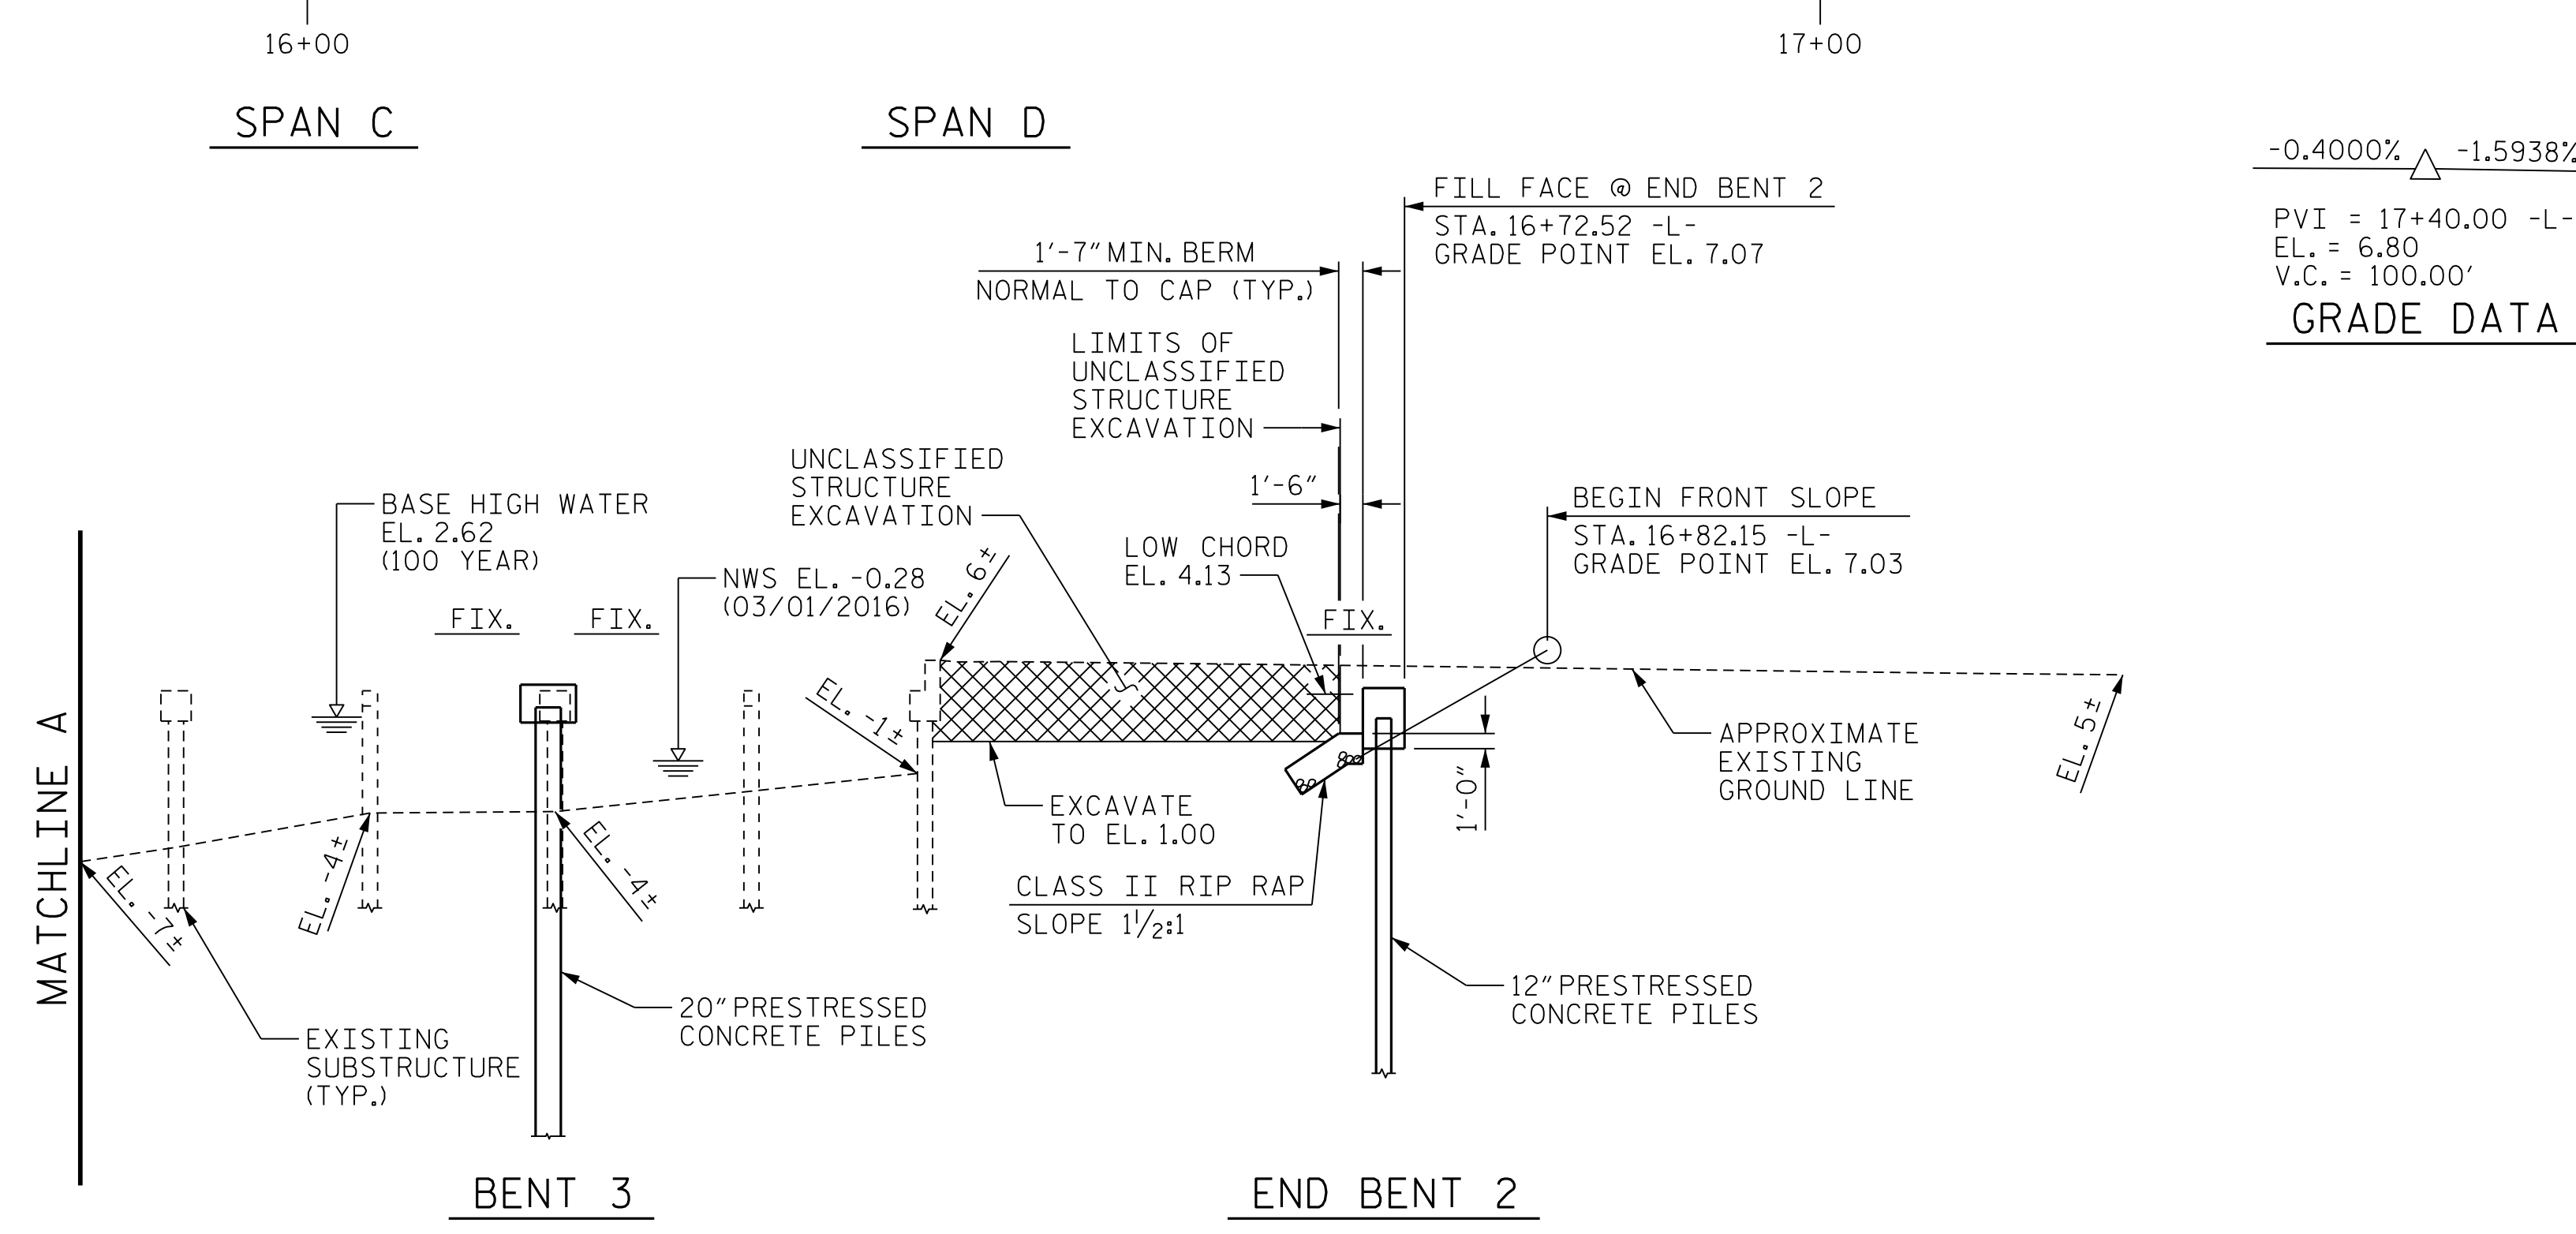 16+00
17+00
SPAN C
SPAN D
-0.4000%
-1.5938%
PVI = 17+40.00 -L-
EL. = 6.80
V.C. = 100.00'
GRADE DATA
FILL FACE @ END BENT 2
STA. 16+72.52 -L-
GRADE POINT EL. 7.07
1'-7" MIN. BERM
NORMAL TO CAP (TYP.)
LIMITS OF
UNCLASSIFIED
STRUCTURE
EXCAVATION
UNCLASSIFIED
STRUCTURE
EXCAVATION
1'-6"
BASE HIGH WATER
EL. 2.62
(100 YEAR)
BEGIN FRONT SLOPE
STA. 16+82.15 -L-
GRADE POINT EL. 7.03
LOW CHORD
EL. 4.13
NWS EL. -0.28
(03/01/2016)
EL. 6±
FIX.
FIX.
FIX.
EL. -1±
MATCHLINE A
EL. -7±
EL. -4±
EL. -4±
EXCAVATE
TO EL. 1.00
1'-0"
APPROXIMATE
EXISTING
GROUND LINE
EL. 5±
CLASS II RIP RAP
SLOPE 1½:1
20" PRESTRESSED
CONCRETE PILES
12" PRESTRESSED
CONCRETE PILES
EXISTING
SUBSTRUCTURE
(TYP.)
BENT 3
END BENT 2